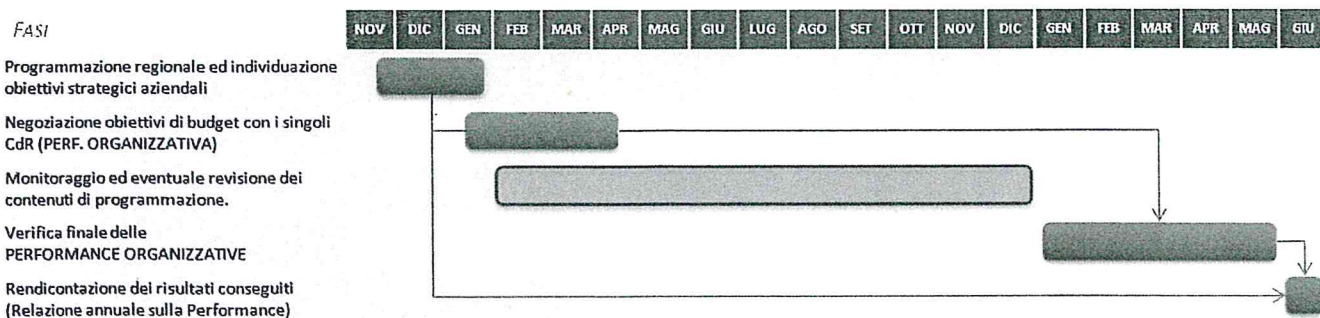 FASI
NOV DIC GEN FEB MAR APR MAG GIU LUG AGO SET OTT NOV DIC GEN FEB MAR APR MAG GIU
Programmazione regionale ed individuazione
obiettivi strategici aziendali
Negoziazione obiettivi di budget con i singoli
CdR (PERF. ORGANIZZATIVA)
Monitoraggio ed eventuale revisione dei
contenuti di programmazione.
Verifica finale delle
PERFORMANCE ORGANIZZATIVE
Rendicontazione dei risultati conseguiti
(Relazione annuale sulla Performance)